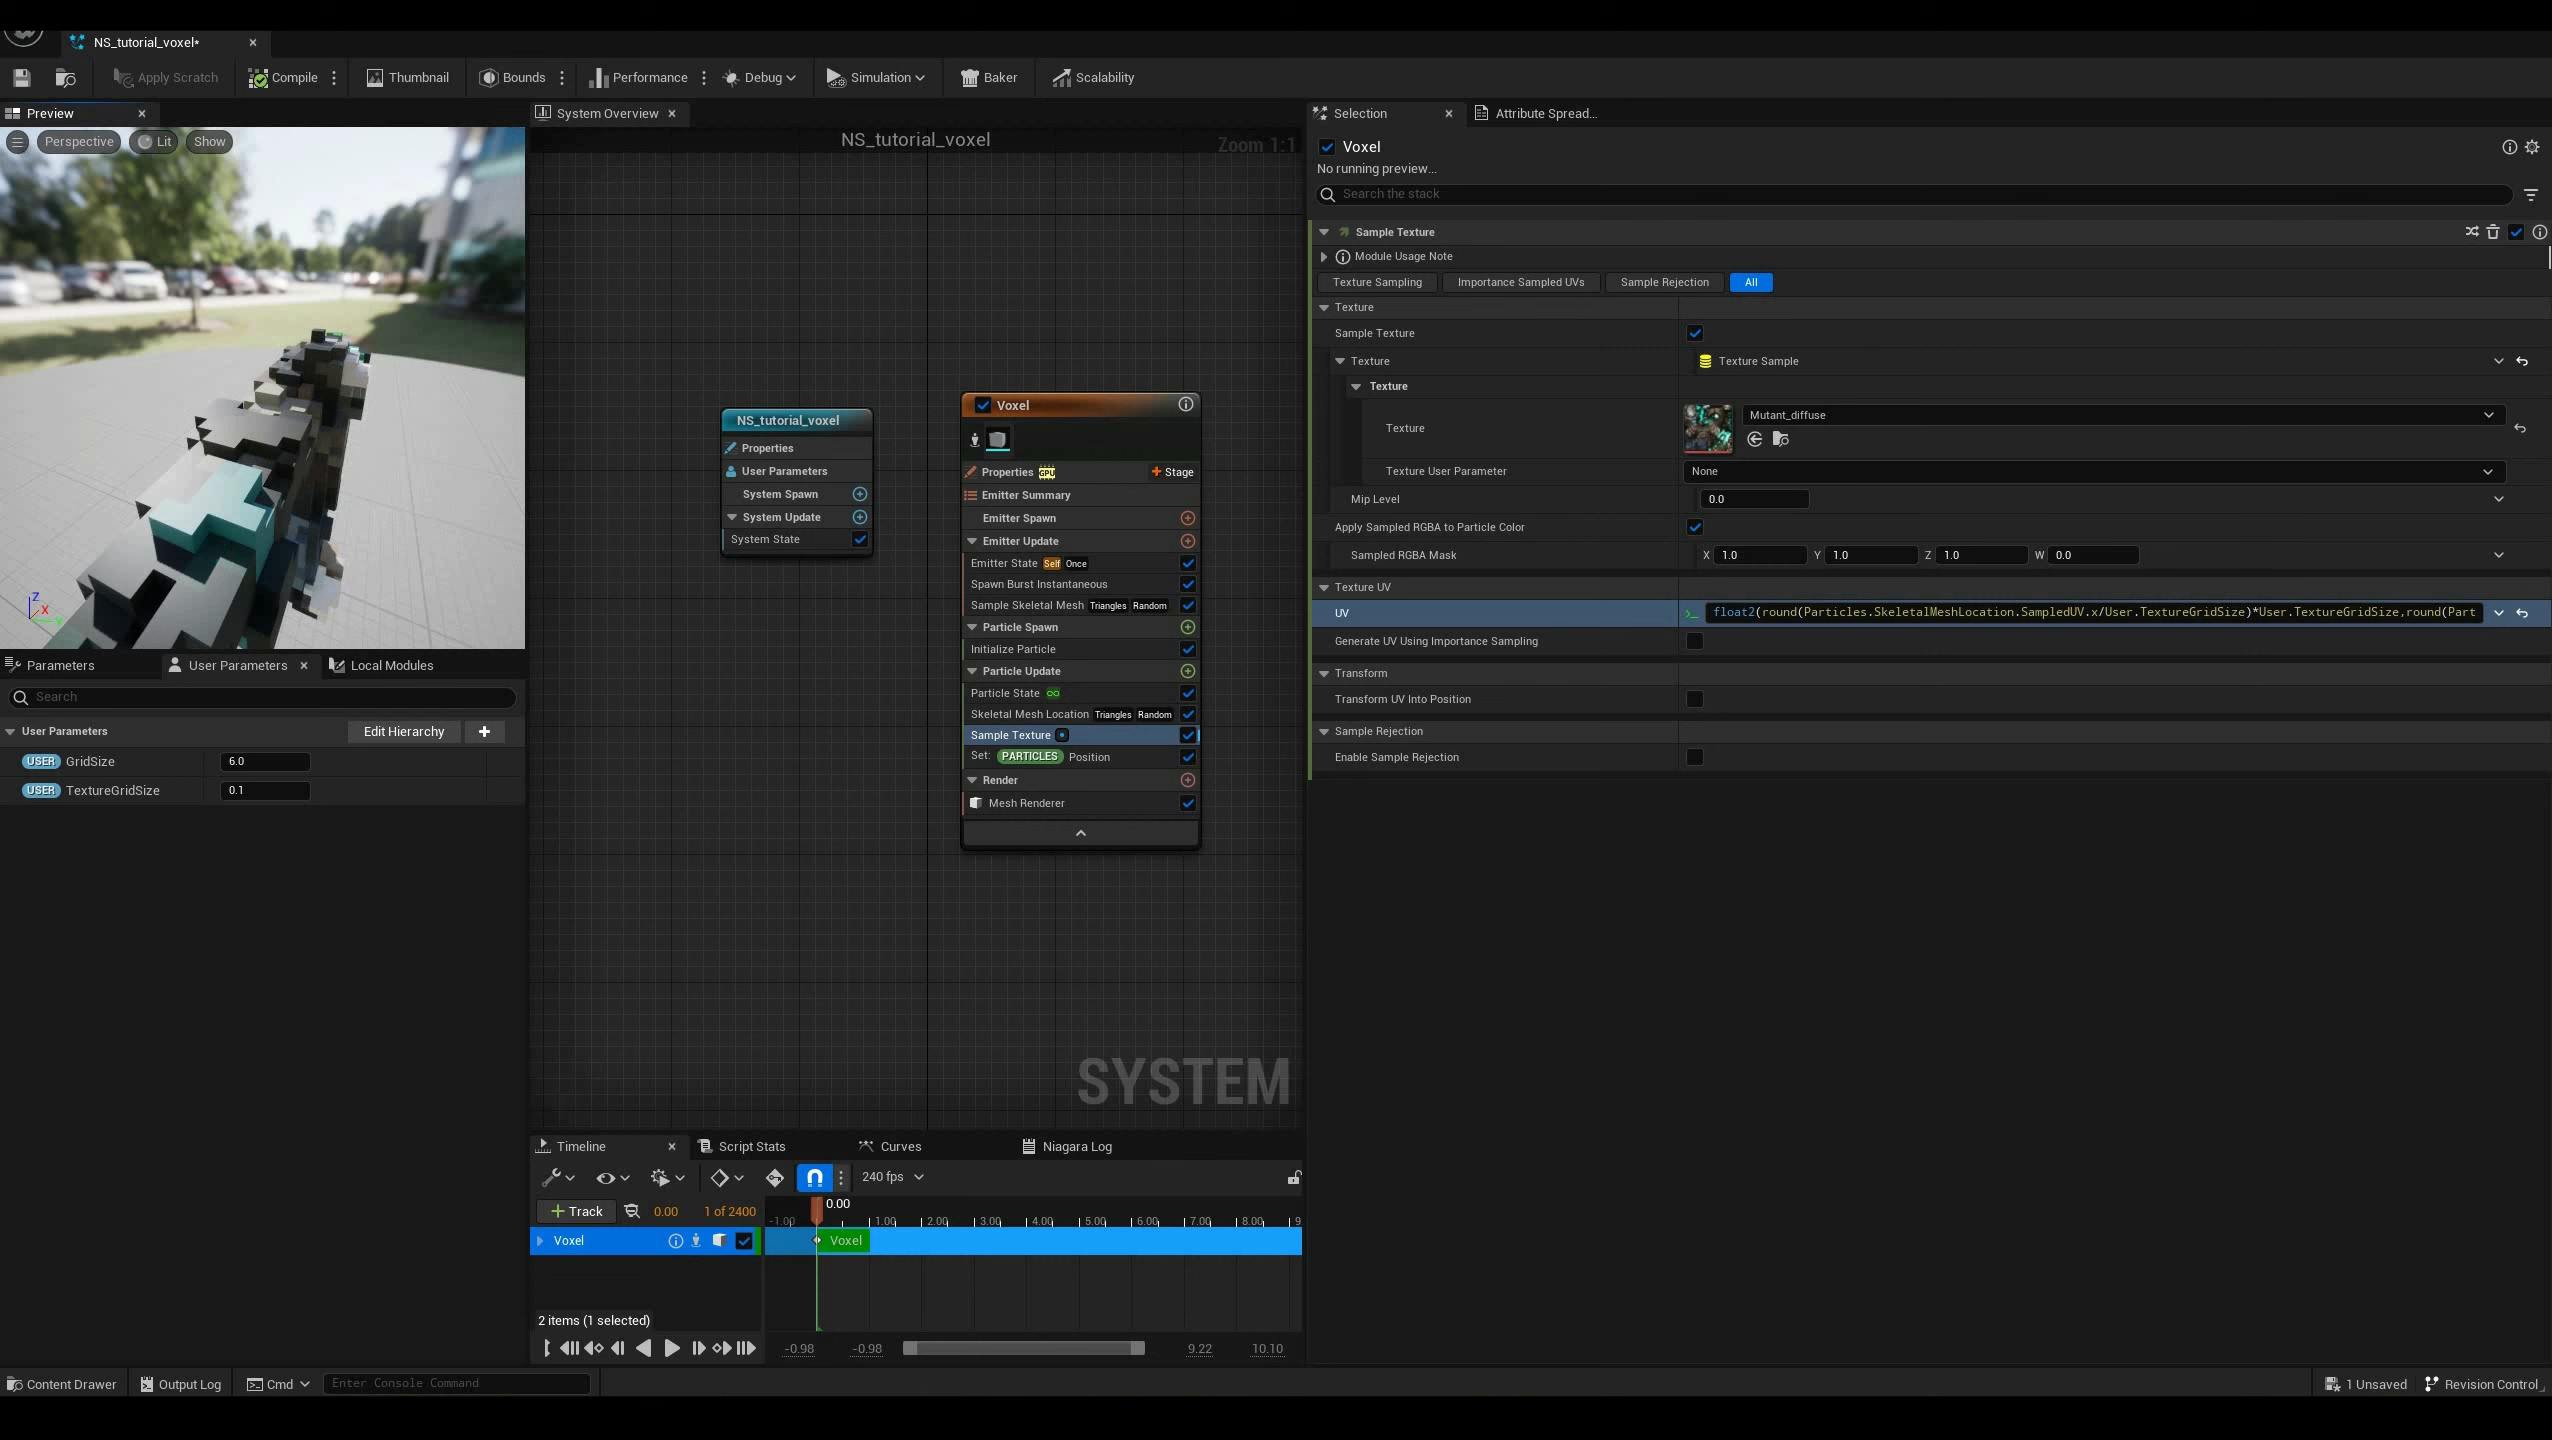 NS_tutorial_voxel*
Apply Scratch
Compile
Thumbnail
Bounds
Performance
Debug
Simulation
Baker
Scalability
Preview
Perspective
Lit
Show
Z
X
Y
Parameters
User Parameters
Local Modules
Search
User Parameters
Edit Hierarchy
USER GridSize 6.0
USER TextureGridSize 0.1
System Overview
NS_tutorial_voxel
Zoom 1:1
NS_tutorial_voxel
Properties
User Parameters
System Spawn
System Update
System State
Voxel
Properties GPU Stage
Emitter Summary
Emitter Spawn
Emitter Update
Emitter State Self Once
Spawn Burst Instantaneous
Sample Skeletal Mesh Triangles Random
Particle Spawn
Initialize Particle
Particle Update
Particle State
Skeletal Mesh Location Triangles Random
Sample Texture
Set: PARTICLES Position
Render
Mesh Renderer
SYSTEM
Timeline
Script Stats
Curves
Niagara Log
240 fps
0.00
Track 0.00 1 of 2400
-1.00 1.00 2.00 3.00 4.00 5.00 6.00 7.00 8.00 9
Voxel
Voxel
2 items (1 selected)
-0.98 -0.98 9.22 10.10
Selection
Attribute Spread...
Voxel
No running preview...
Search the stack
Sample Texture
Module Usage Note
Texture Sampling
Importance Sampled UVs
Sample Rejection
All
Texture
Sample Texture
Texture Texture Sample
Texture
Texture Mutant_diffuse
Texture User Parameter None
Mip Level 0.0
Apply Sampled RGBA to Particle Color
Sampled RGBA Mask X 1.0 Y 1.0 Z 1.0 W 0.0
Texture UV
UV float2(round(Particles.SkeletalMeshLocation.SampledUV.x/User.TextureGridSize)*User.TextureGridSize,round(Part
Generate UV Using Importance Sampling
Transform
Transform UV Into Position
Sample Rejection
Enable Sample Rejection
Content Drawer
Output Log
Cmd
Enter Console Command
1 Unsaved
Revision Control